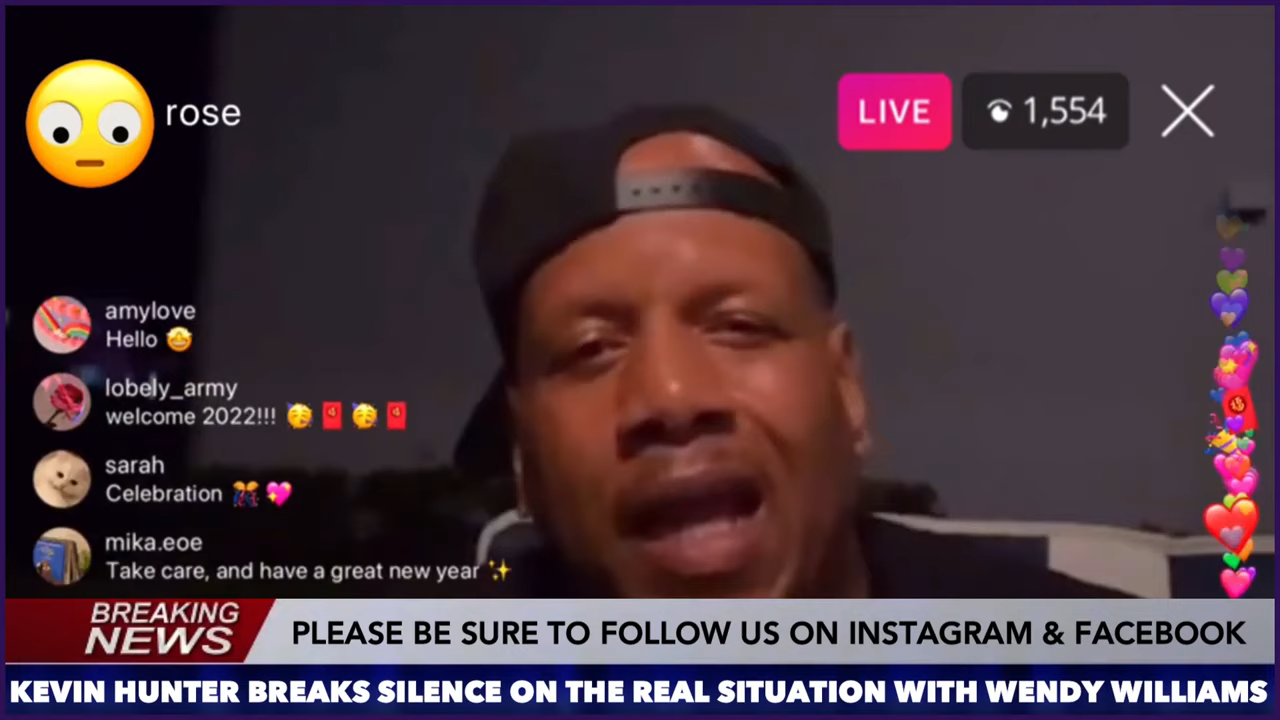 rose
LIVE
1,554
amylove
Hello 🤩
lobely_army
welcome 2022!!! 🥳🧧🥳🧧
sarah
Celebration 🎊💖
mika.eoe
Take care, and have a great new year ✨
BREAKING
NEWS
PLEASE BE SURE TO FOLLOW US ON INSTAGRAM & FACEBOOK
KEVIN HUNTER BREAKS SILENCE ON THE REAL SITUATION WITH WENDY WILLIAMS